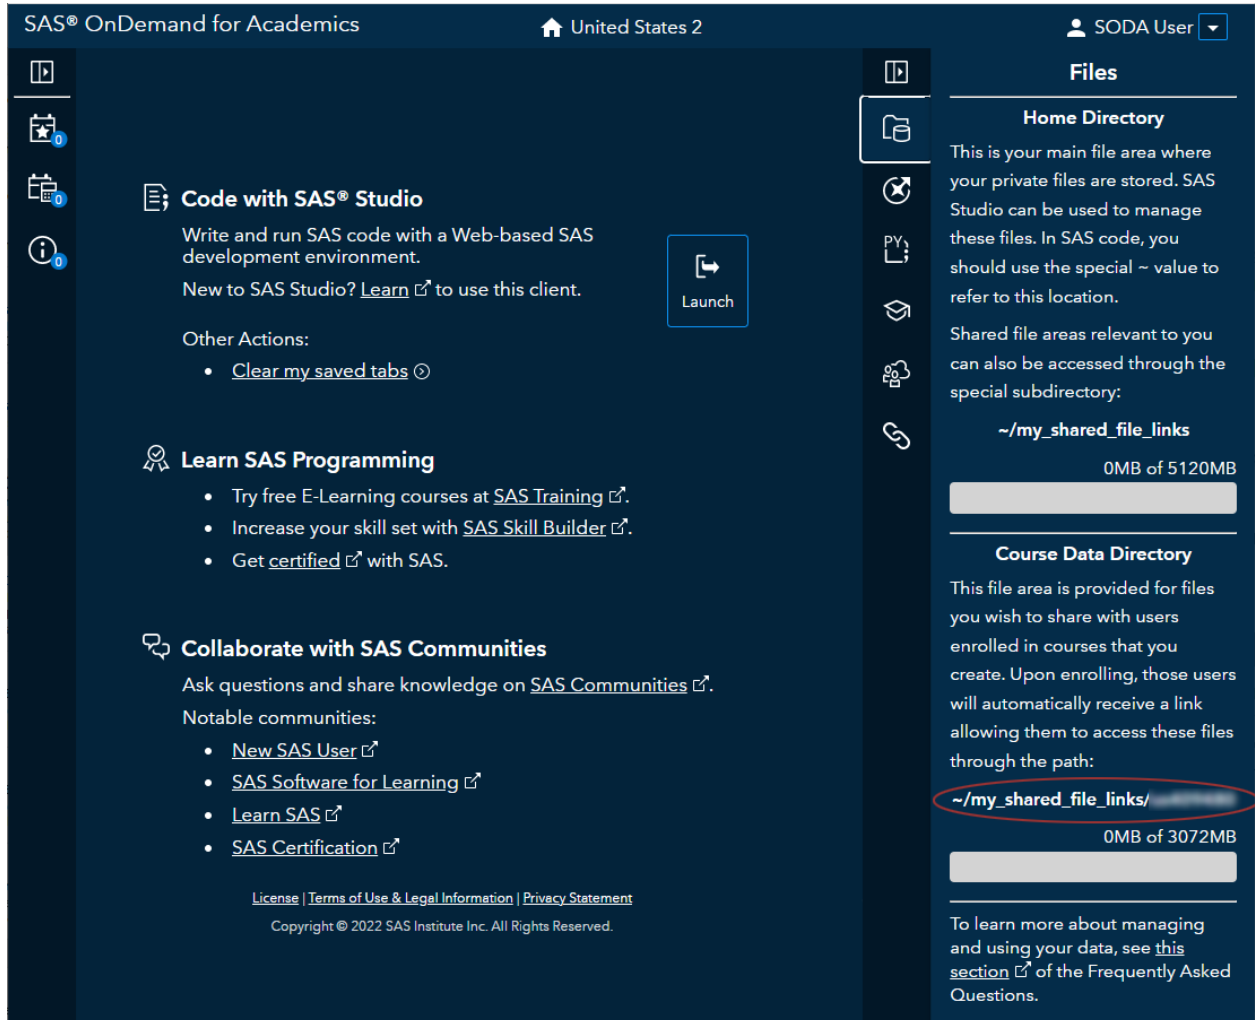 SAS® OnDemand for Academics
United States 2
SODA User
0
0
0
Code with SAS® Studio
Write and run SAS code with a Web-based SAS
development environment.
New to SAS Studio? Learn to use this client.
Launch
Other Actions:
• Clear my saved tabs
Learn SAS Programming
• Try free E-Learning courses at SAS Training.
• Increase your skill set with SAS Skill Builder.
• Get certified with SAS.
Collaborate with SAS Communities
Ask questions and share knowledge on SAS Communities.
Notable communities:
• New SAS User
• SAS Software for Learning
• Learn SAS
• SAS Certification
License | Terms of Use & Legal Information | Privacy Statement
Copyright © 2022 SAS Institute Inc. All Rights Reserved.
PY
Files
Home Directory
This is your main file area where
your private files are stored. SAS
Studio can be used to manage
these files. In SAS code, you
should use the special ~ value to
refer to this location.
Shared file areas relevant to you
can also be accessed through the
special subdirectory:
~/my_shared_file_links
0MB of 5120MB
Course Data Directory
This file area is provided for files
you wish to share with users
enrolled in courses that you
create. Upon enrolling, those users
will automatically receive a link
allowing them to access these files
through the path:
~/my_shared_file_links/
0MB of 3072MB
To learn more about managing
and using your data, see this
section of the Frequently Asked
Questions.